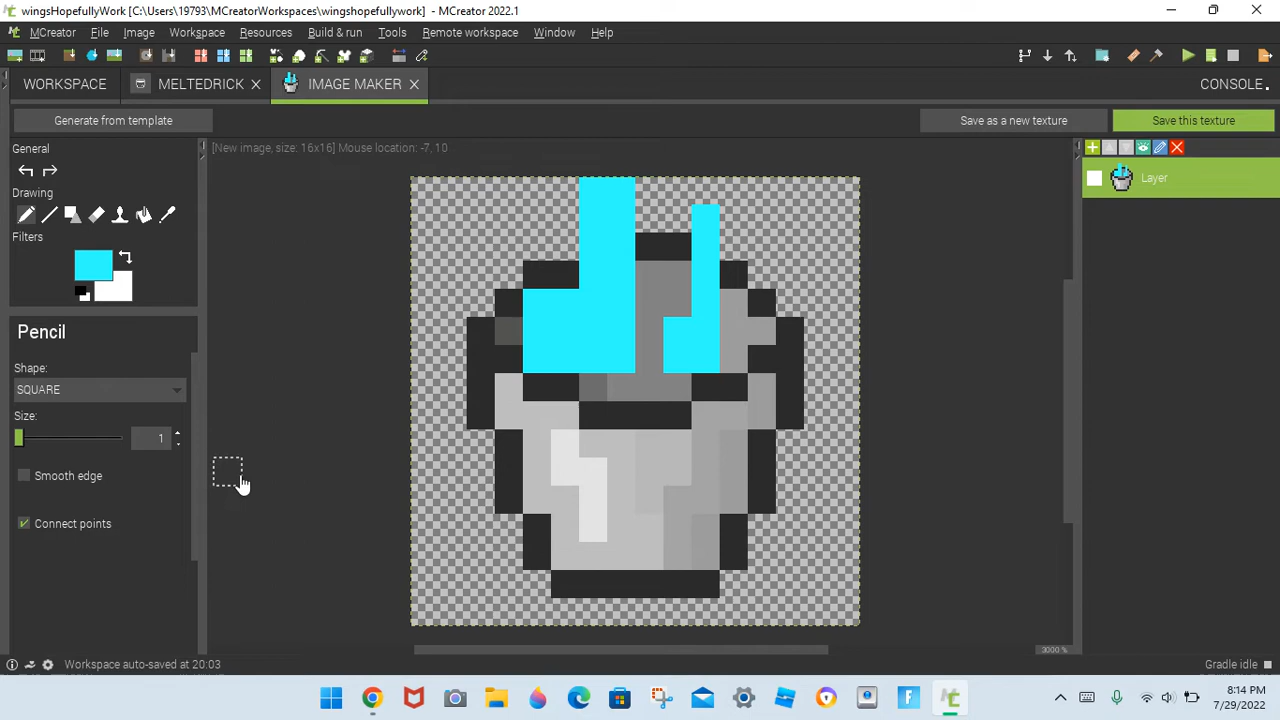 wingsHopefullyWork [C:\Users\19793\MCreatorWorkspaces\wingshopefullywork] - MCreator 2022.1
MCreator File Image Workspace Resources Build & run Tools Remote workspace Window Help
WORKSPACE MELTEDRICK IMAGE MAKER CONSOLE
Generate from template Save as a new texture Save this texture
General
[New image, size: 16x16] Mouse location: -7, 10
Layer
Drawing
Filters
Pencil
Shape:
SQUARE
Size:
1
Smooth edge
Connect points
3000 %
Workspace auto-saved at 20:03 Gradle idle
8:14 PM
7/29/2022